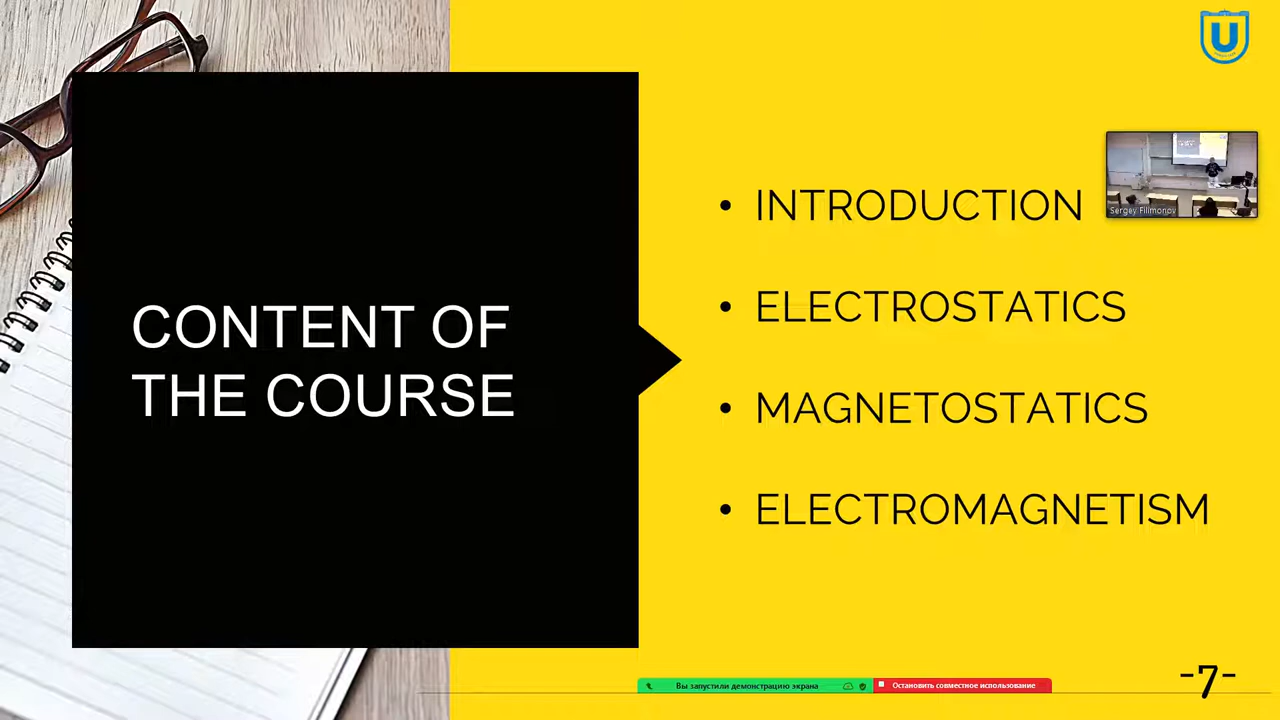 CONTENT OF
THE COURSE
• INTRODUCTION
• ELECTROSTATICS
• MAGNETOSTATICS
• ELECTROMAGNETISM
U
Sergey Filimonov
Вы запустили демонстрацию экрана
Остановить совместное использование
-7-